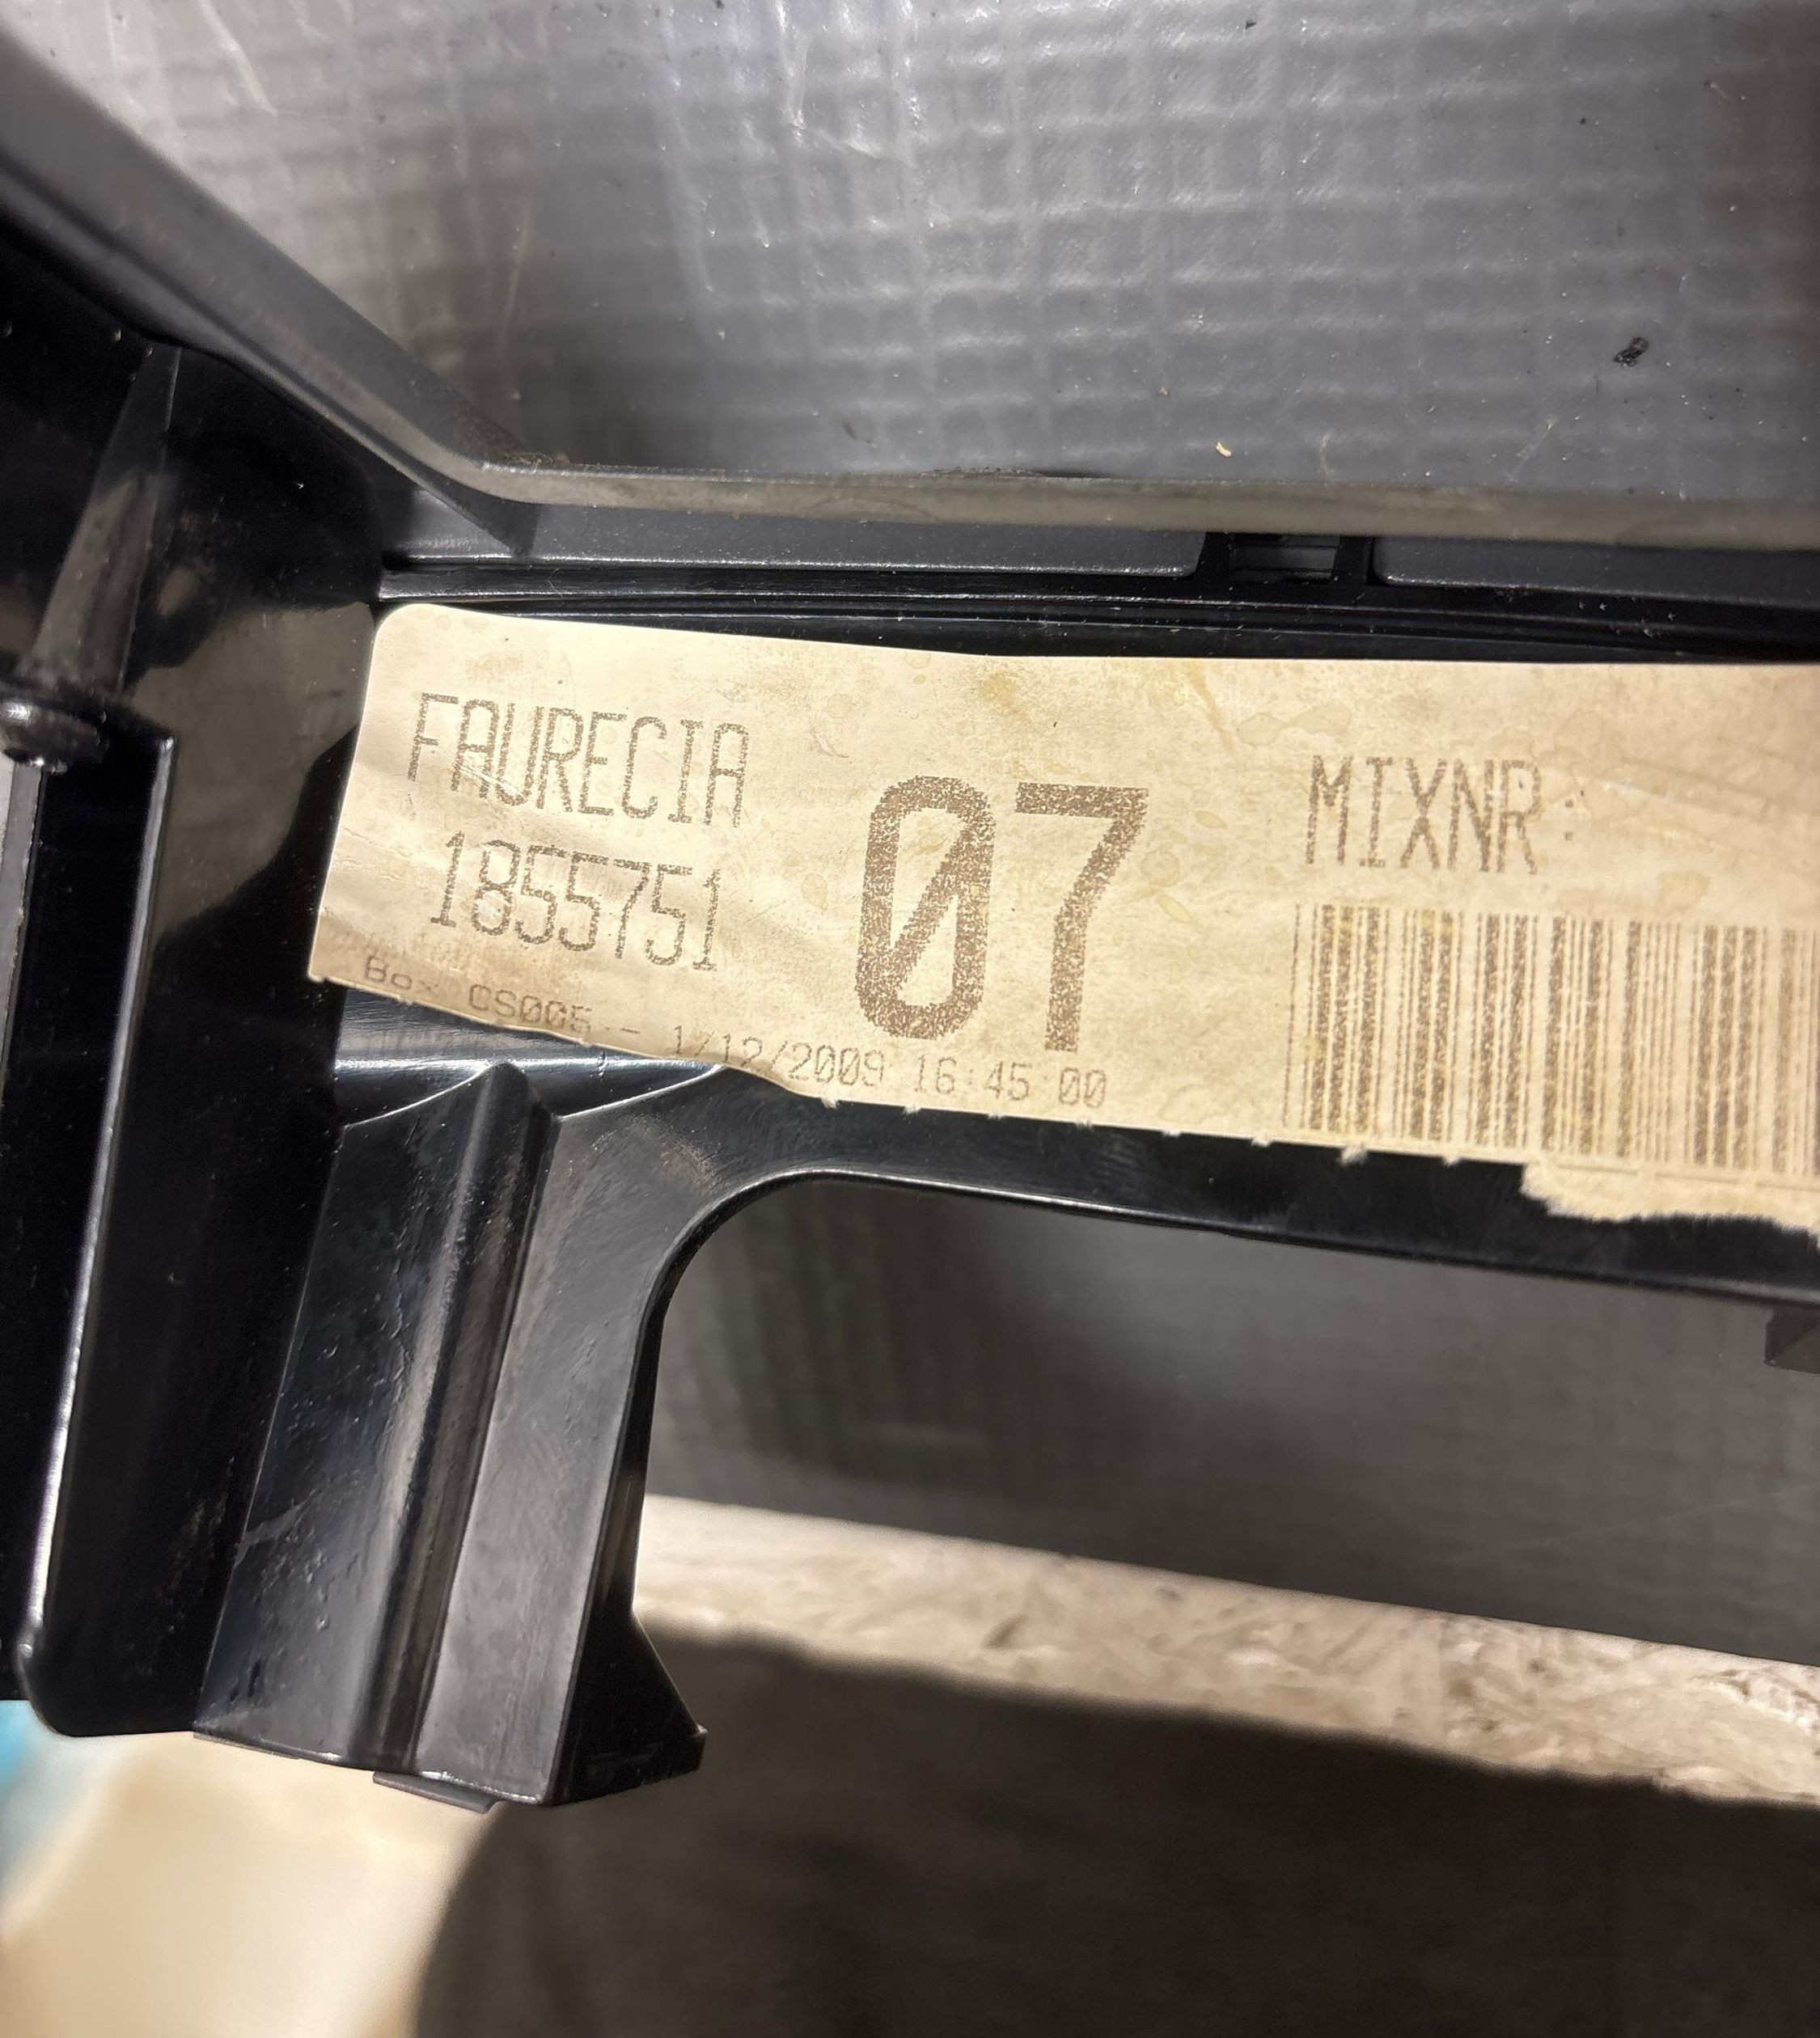 FAURECIA
1855751
Box CS005 - 1/12/2009 16:45:00
07
MIXNR: